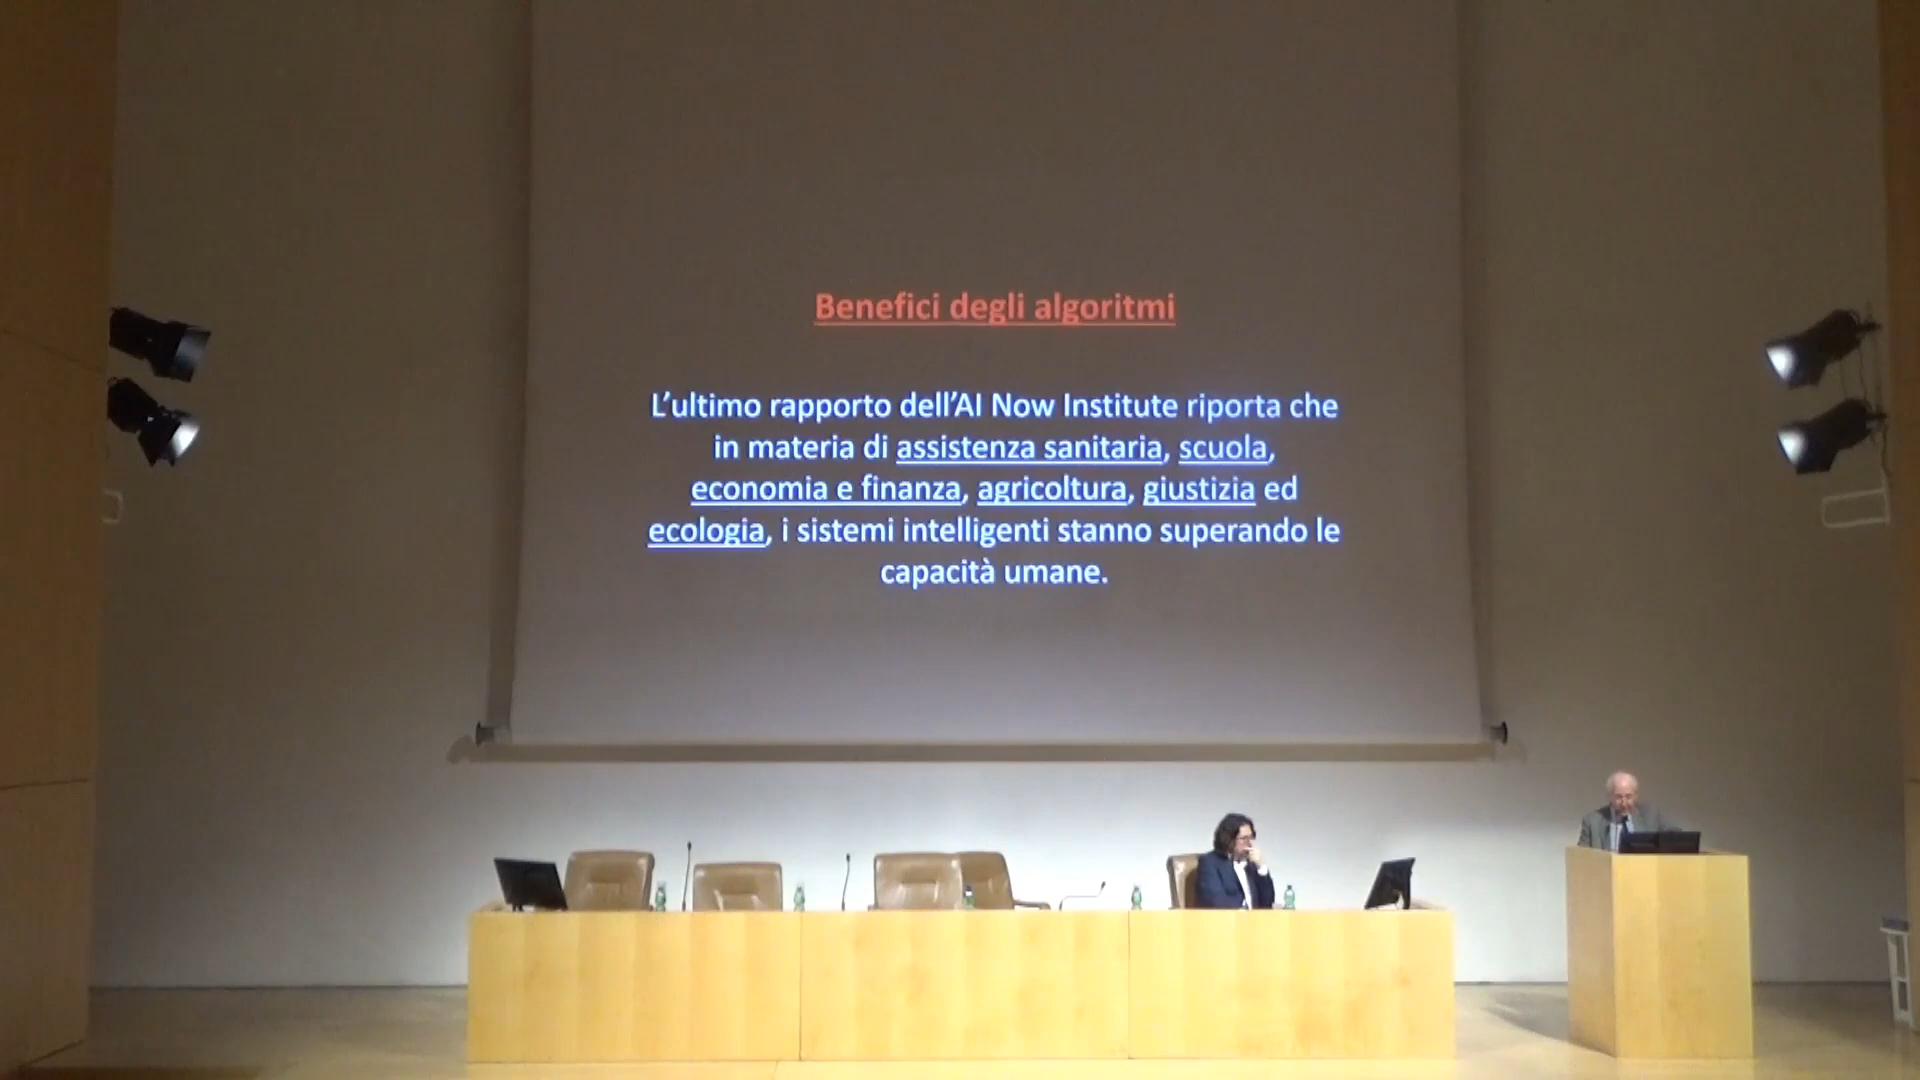 Benefici degli algoritmi
L’ultimo rapporto dell’AI Now Institute riporta che
in materia di assistenza sanitaria, scuola,
economia e finanza, agricoltura, giustizia ed
ecologia, i sistemi intelligenti stanno superando le
capacità umane.